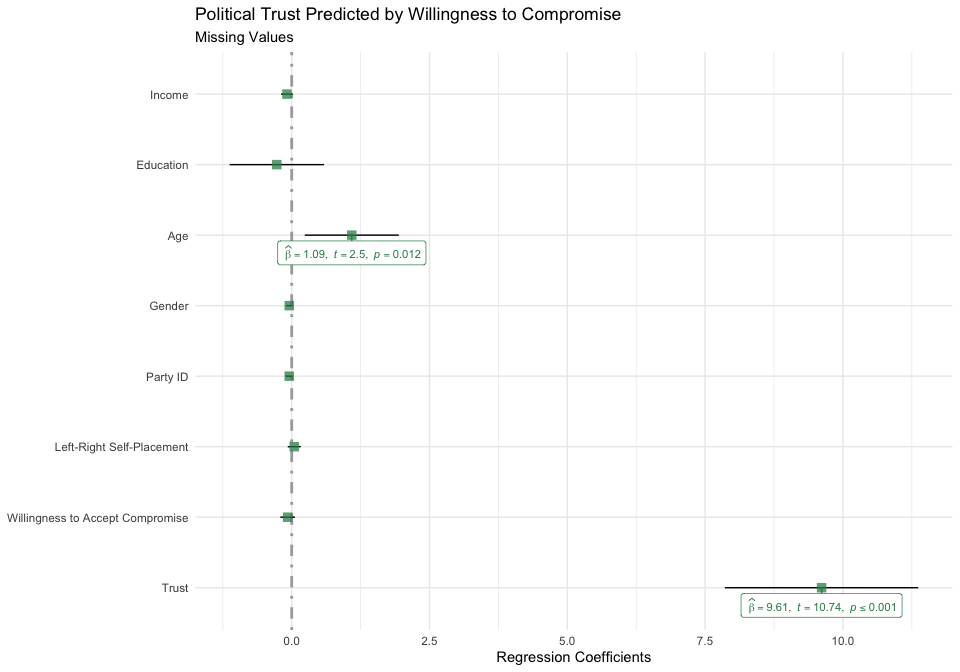 Political Trust Predicted by Willingness to Compromise
Missing Values
Income
Education
Age
β̂ = 1.09, t = 2.5, p = 0.012
Gender
Party ID
Left-Right Self-Placement
Willingness to Accept Compromise
Trust
β̂ = 9.61, t = 10.74, p ≤ 0.001
0.0 2.5 5.0 7.5 10.0
Regression Coefficients